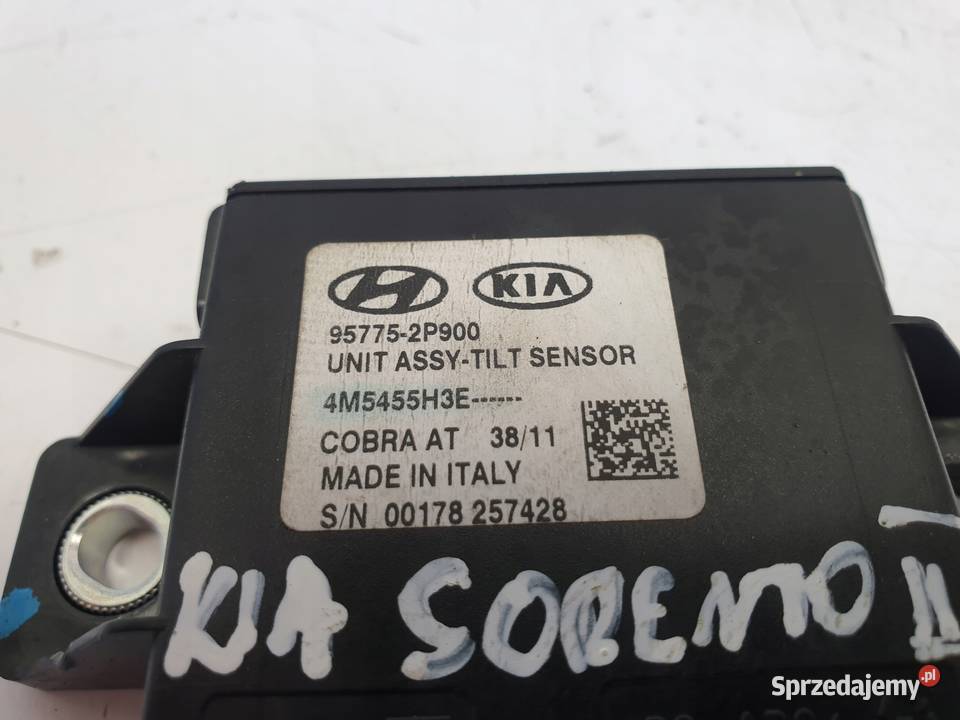 KIA
95775-2P900
UNIT ASSY-TILT SENSOR
4M5455H3E------
COBRA AT 38/11
MADE IN ITALY
S/N 00178 257428
KIA SORENTO II
Sprzedajemy.pl